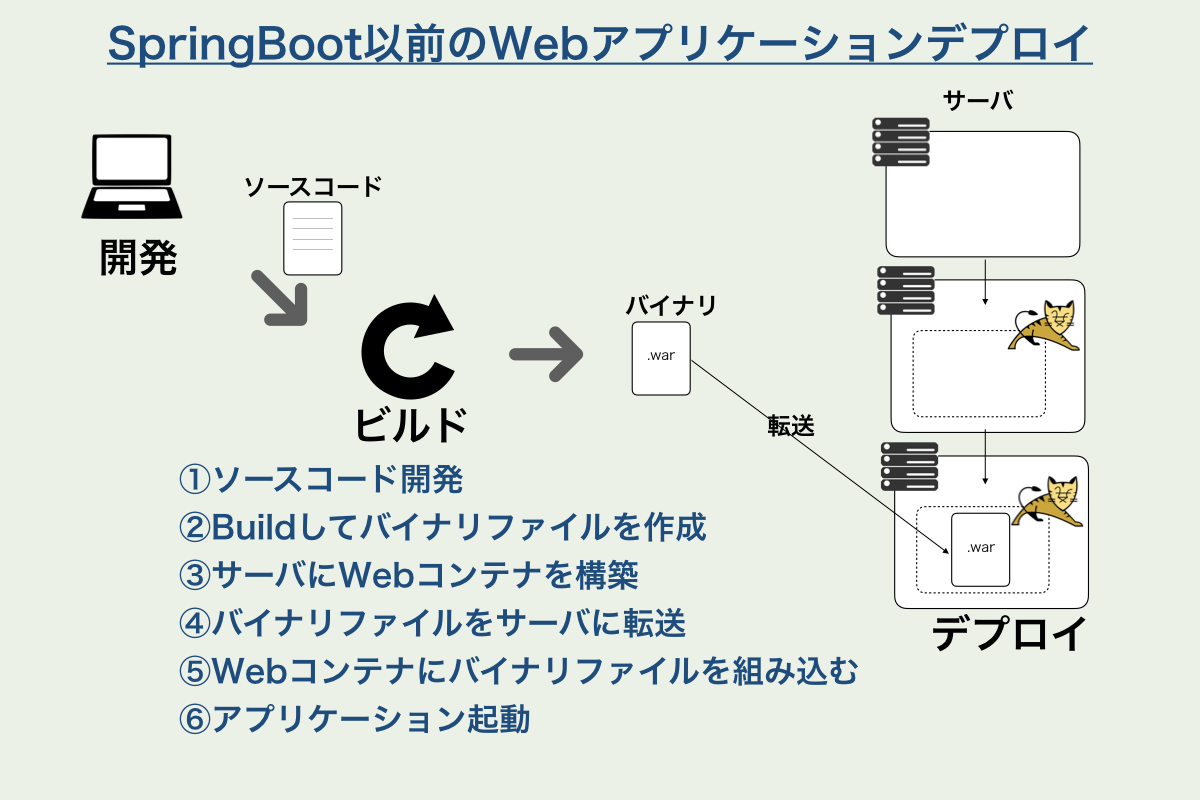 SpringBoot以前のWebアプリケーションデプロイ
サーバ
ソースコード
開発
バイナリ
.war
ビルド
転送
①ソースコード開発
②Buildしてバイナリファイルを作成
③サーバにWebコンテナを構築
④バイナリファイルをサーバに転送
⑤Webコンテナにバイナリファイルを組み込む
⑥アプリケーション起動
.war
デプロイ